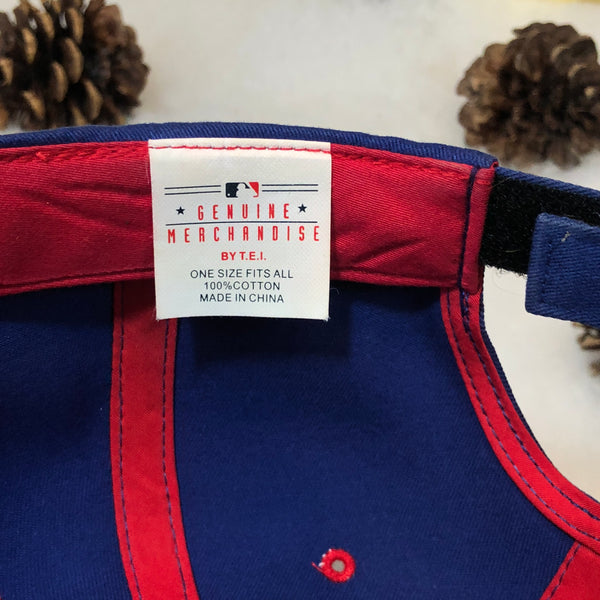 GENUINE
MERCHANDISE
BY T.E.I.
ONE SIZE FITS ALL
100%COTTON
MADE IN CHINA